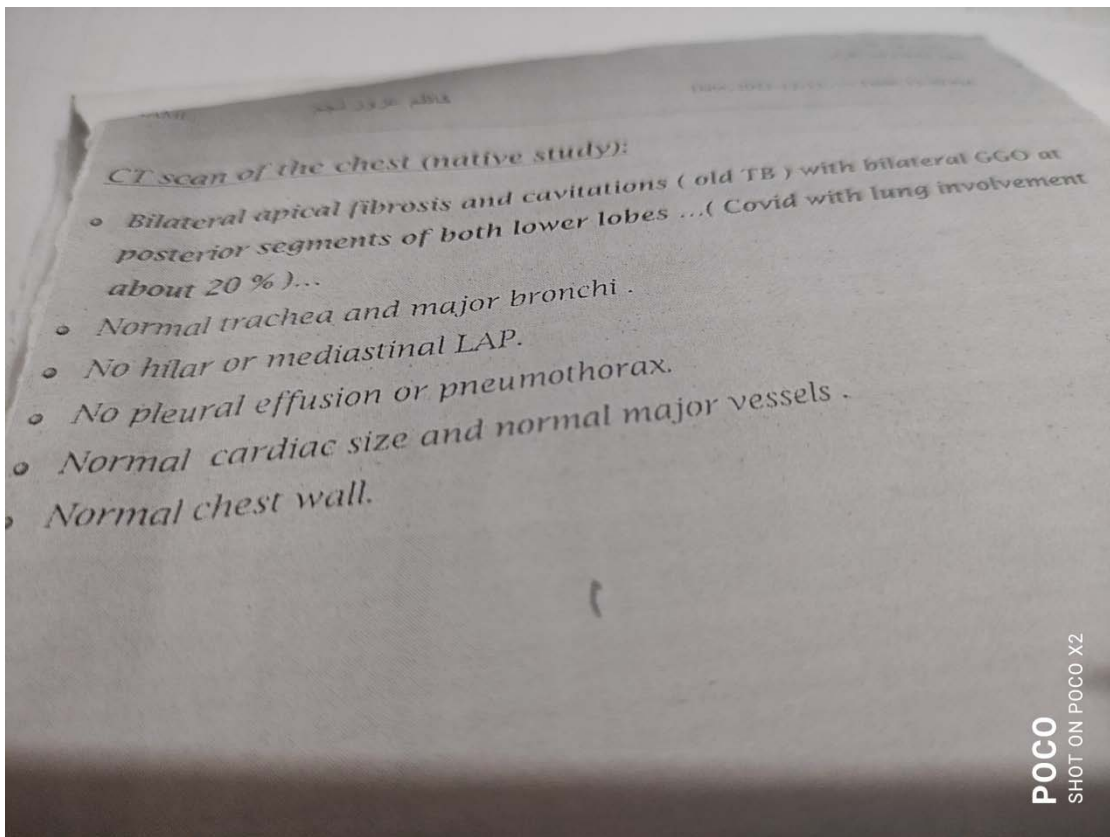 CT scan of the chest (native study):
• Bilateral apical fibrosis and cavitations ( old TB ) with bilateral GGO at
posterior segments of both lower lobes ...( Covid with lung involvement
about 20 % )...
• Normal trachea and major bronchi .
• No hilar or mediastinal LAP.
• No pleural effusion or pneumothorax.
• Normal cardiac size and normal major vessels .
• Normal chest wall.
POCO
SHOT ON POCO X2